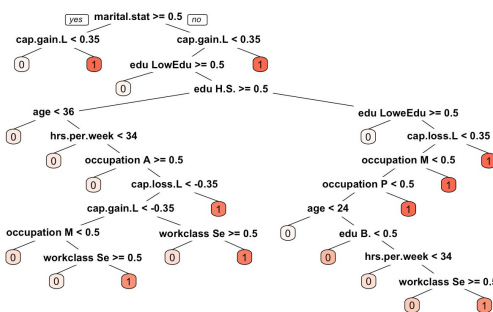 yes marital.stat >= 0.5 no
cap.gain.L < 0.35 cap.gain.L < 0.35
0 1 edu LowEdu >= 0.5
0 edu H.S. >= 0.5
age < 36 edu LoweEdu >= 0.5
0 hrs.per.week < 34 0 cap.loss.L < 0.35
0 occupation A >= 0.5 occupation M < 0.5 1
0 cap.loss.L < -0.35 occupation P < 0.5 1
cap.gain.L < -0.35 1 age < 24 1
occupation M < 0.5 workclass Se >= 0.5 0 edu B. < 0.5
0 workclass Se >= 0.5 0 1 0 hrs.per.week < 34
0 1 0 workclass Se >= 0.5
0 1